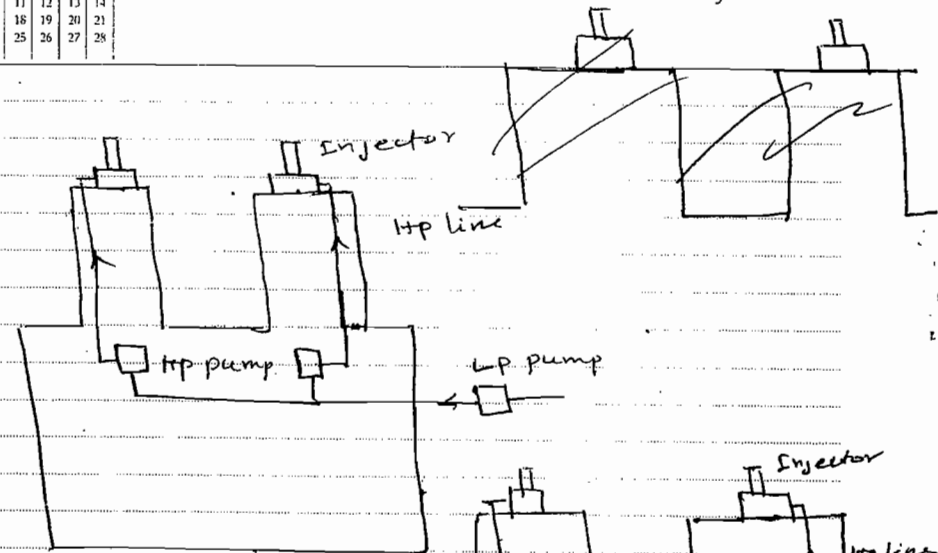 11 12 13 14
18 19 20 21
25 26 27 28
Injector
Hp line
Hp pump
Lp pump
Injector